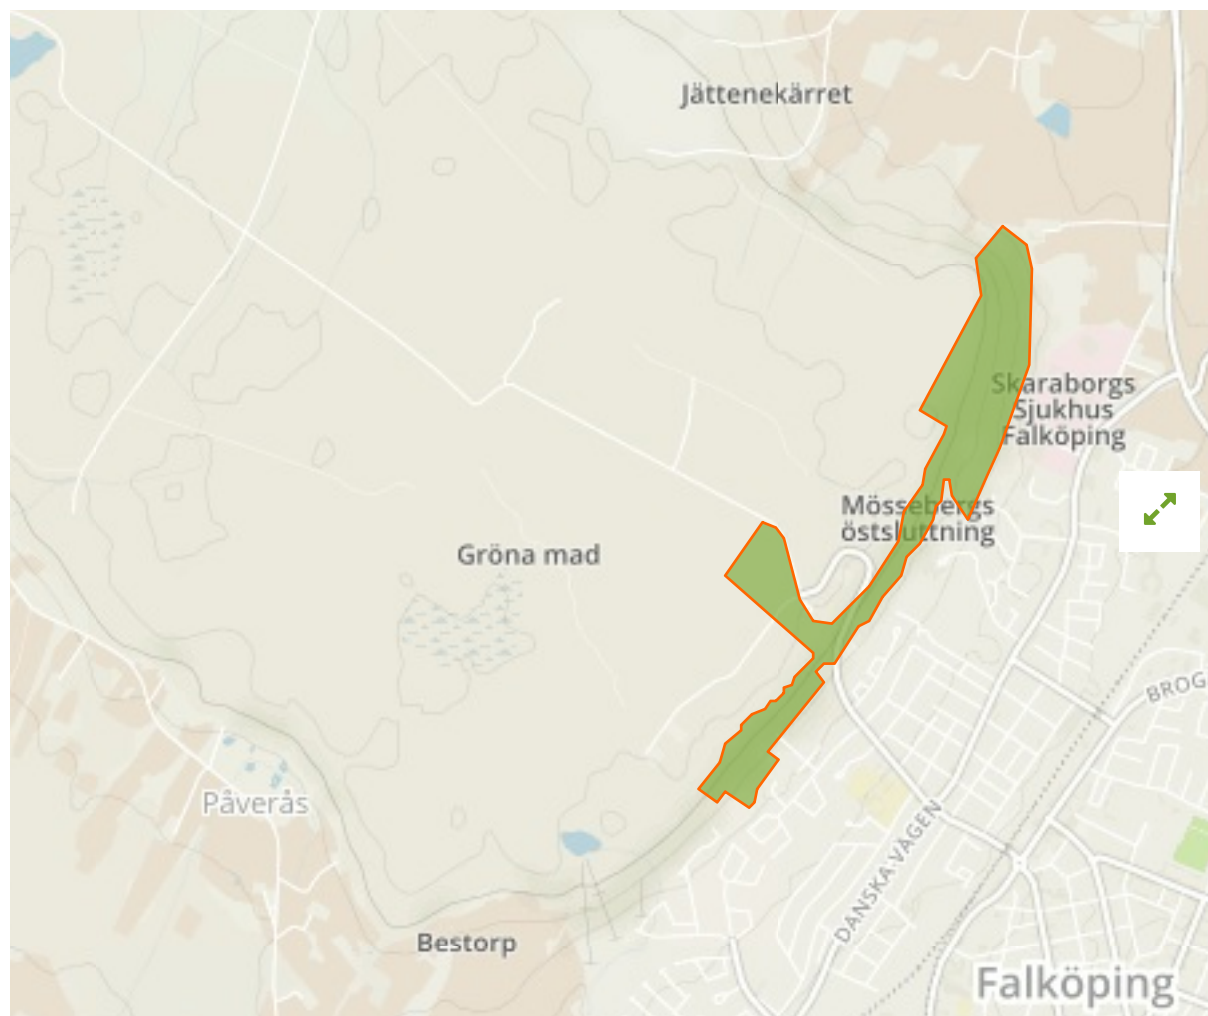 Jättenekärret
Skaraborgs
Sjukhus
Falköping
Mössebergs
östsluttning
Gröna mad
BROG
Påverås
DANSKA VÄGEN
Bestorp
Falköping